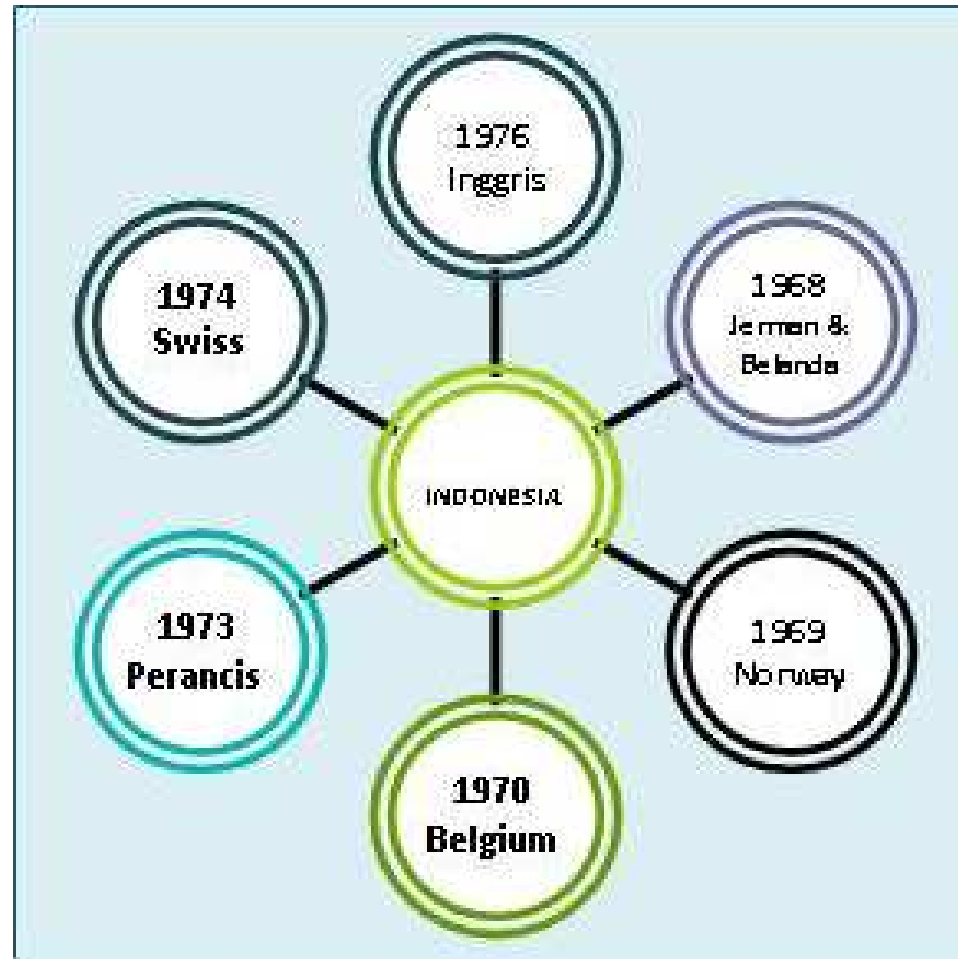 1976
Inggris
1968
Jerman &
Belanda
1974
Swiss
INDONESIA
1973
Perancis
1969
Norway
1970
Belgium